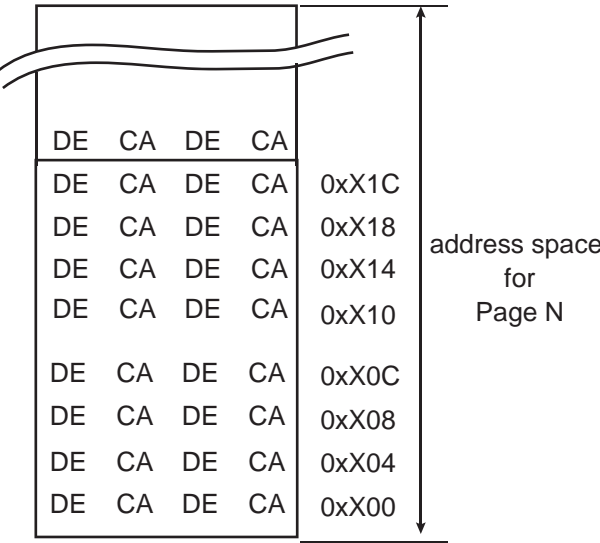 DE CA DE CA
DE CA DE CA 0xX1C
DE CA DE CA 0xX18
DE CA DE CA 0xX14
DE CA DE CA 0xX10
DE CA DE CA 0xX0C
DE CA DE CA 0xX08
DE CA DE CA 0xX04
DE CA DE CA 0xX00
address space
for
Page N